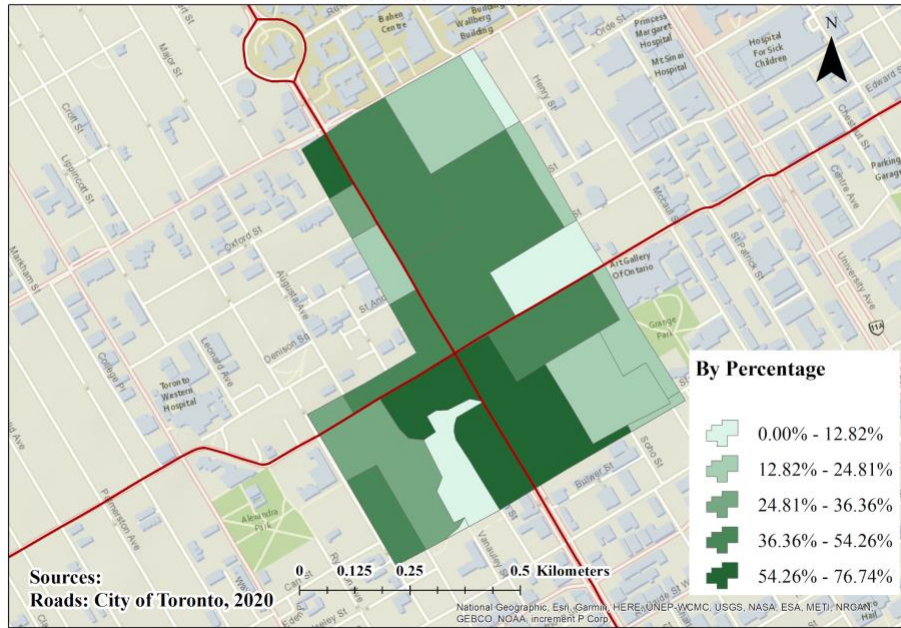 Bahen
Centre
Wallberg
Building
Building
Orde St
Princess
Margaret
Hospital
Mt Sinai
Hospital
Hospital
For Sick
Children
N
Edward St
Major St
Croft St
Lippincott St
Henry St
Chestnut St
Centre Ave
Parking
Garage
Markham St
Oxford St
Augusta Ave
St
Mccaul St
St Patrick St
University Ave
Art Gallery
Of Ontario
St And
Denison Sq
Grange
Park
11A
College Pl
Leonard Ave
Toronto
Western
Hospital
By Percentage
0.00% - 12.82%
12.82% - 24.81%
24.81% - 36.36%
36.36% - 54.26%
54.26% - 76.74%
Soho St
Bulwer St
Palmerston Ave
Alexandra
Park
Vanauley St
Carr St
0 0.125 0.25 0.5 Kilometers
Sources:
Roads: City of Toronto, 2020
National Geographic, Esri, Garmin, HERE, UNEP-WCMC, USGS, NASA, ESA, METI, NRCAN,
GEBCO, NOAA, increment P Corp.